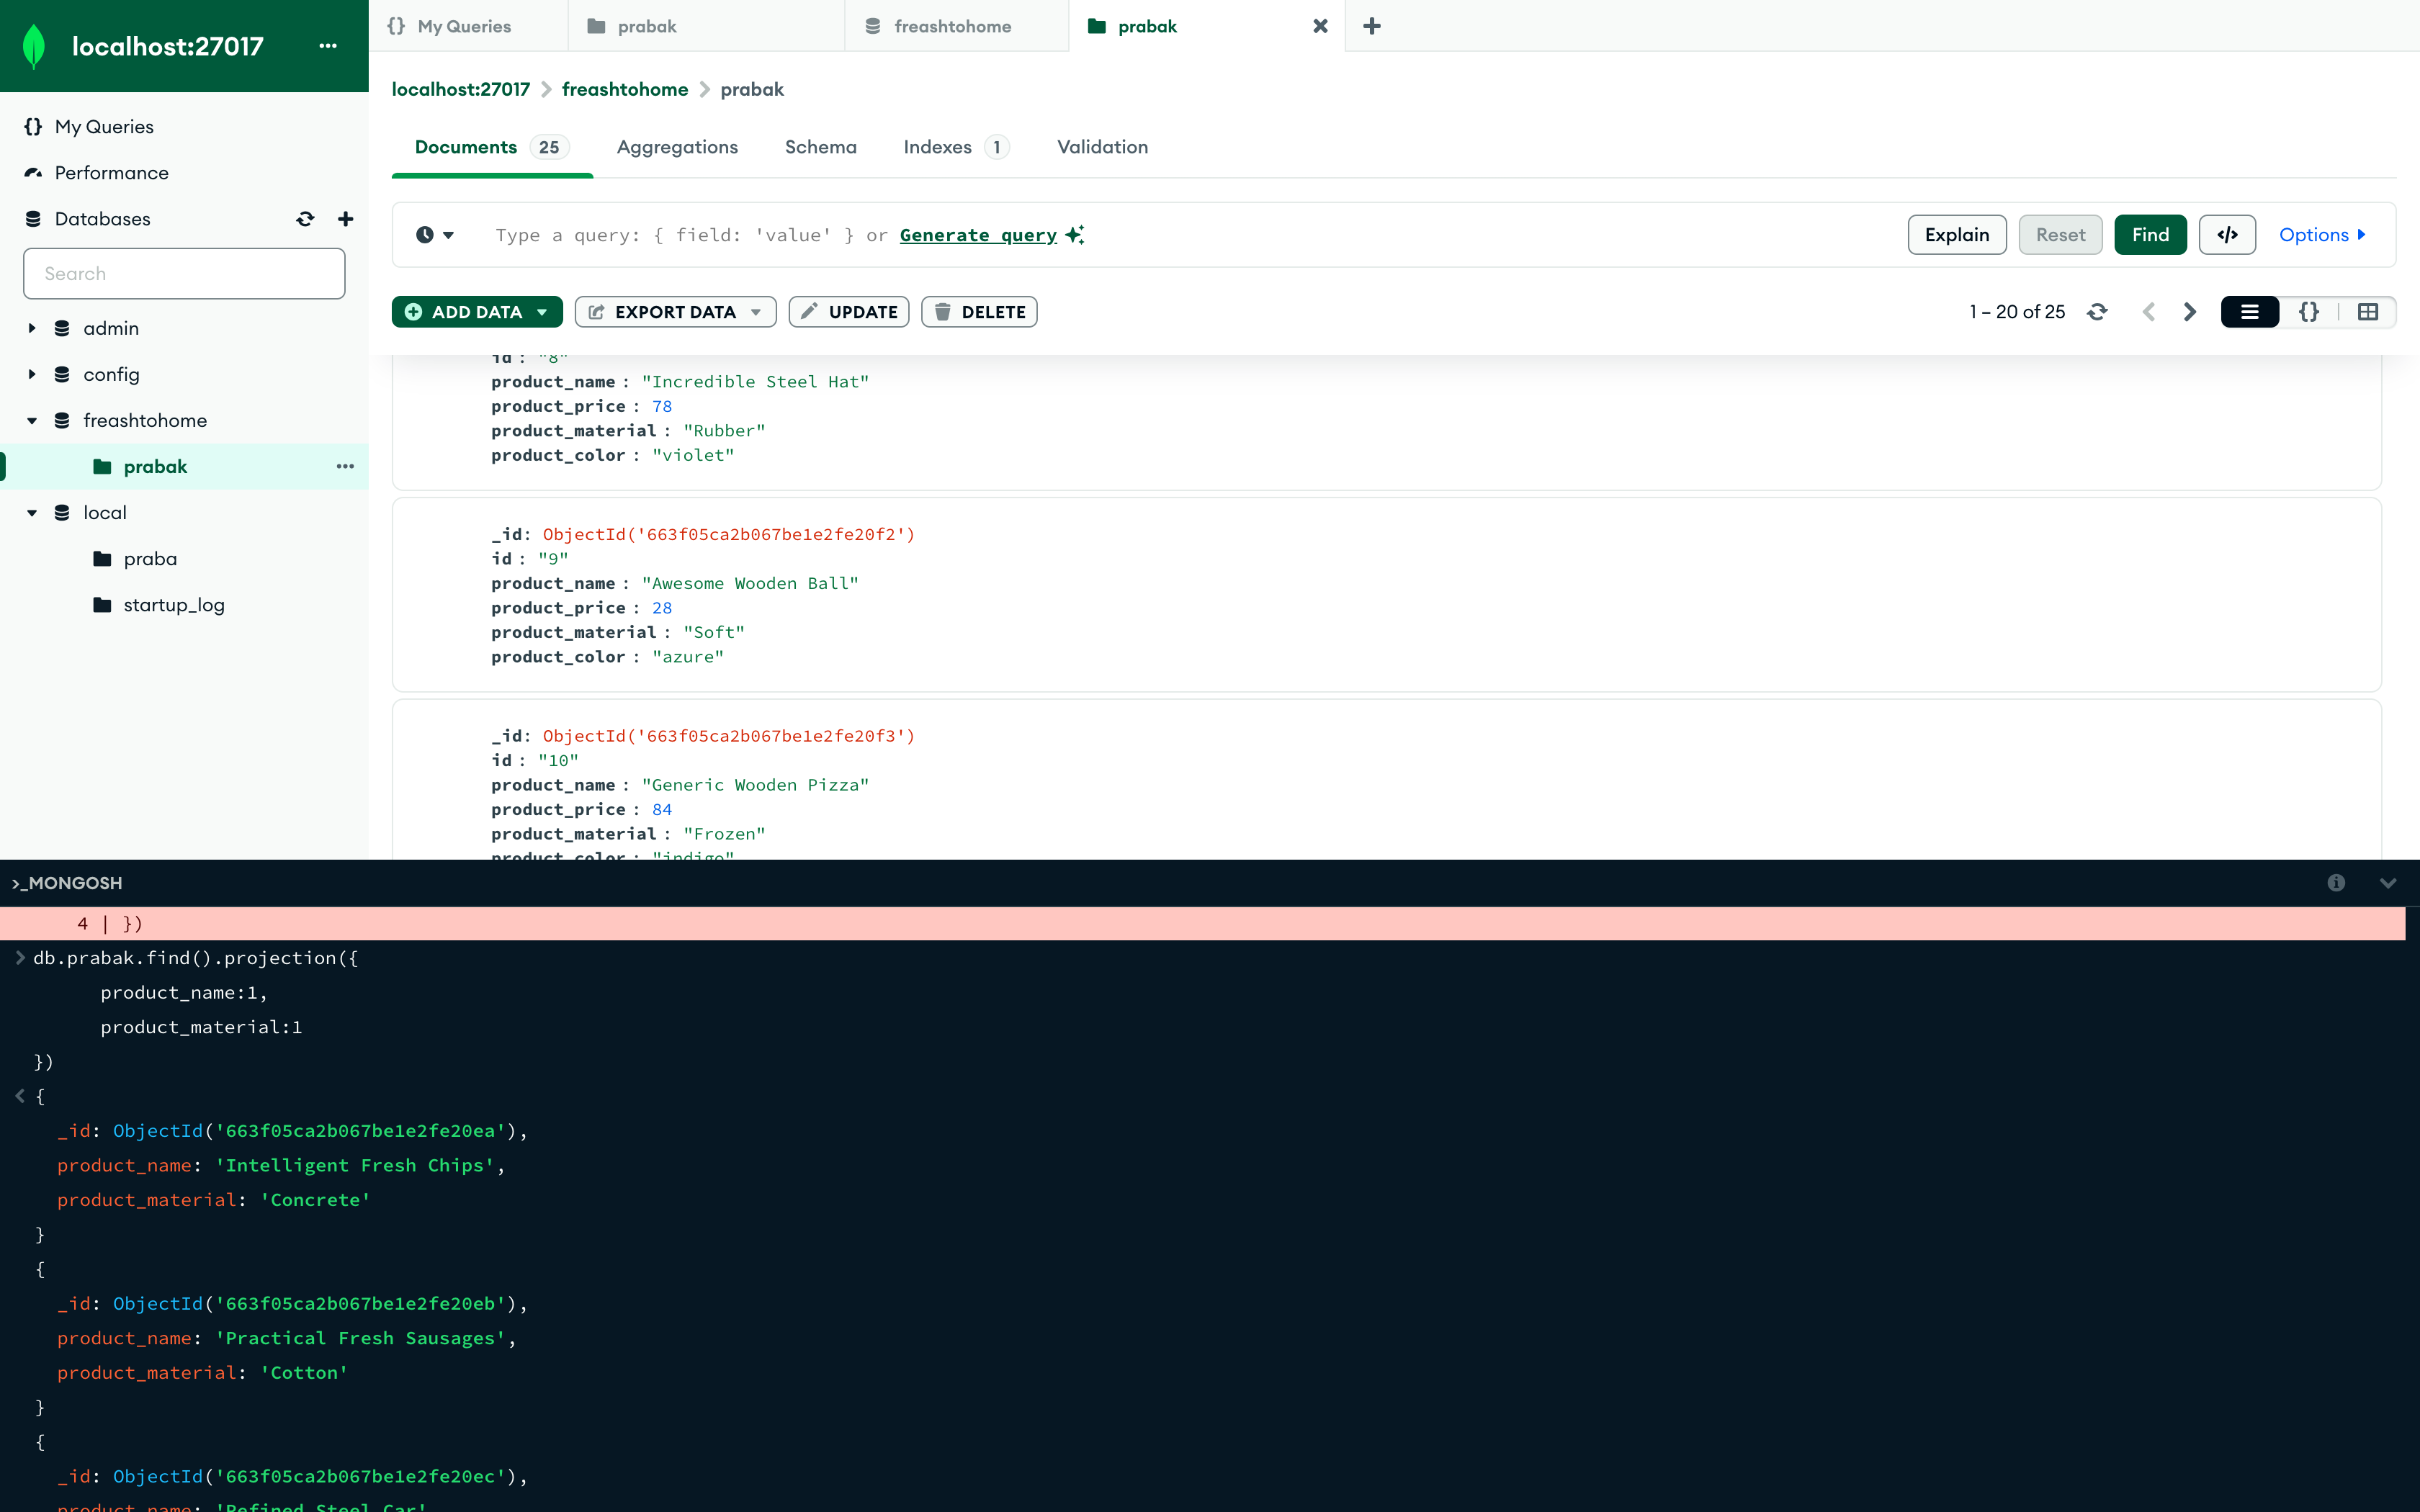 localhost:27017
My Queries
Performance
Databases
Search
admin
config
freashtohome
prabak
local
praba
startup_log
{} My Queries
prabak
freashtohome
prabak
localhost:27017 > freashtohome > prabak
Documents 25 Aggregations Schema Indexes 1 Validation
Type a query: { field: 'value' } or Generate query
Explain Reset Find </> Options
ADD DATA EXPORT DATA UPDATE DELETE
1 – 20 of 25
id : "8"
product_name : "Incredible Steel Hat"
product_price : 78
product_material : "Rubber"
product_color : "violet"
_id: ObjectId('663f05ca2b067be1e2fe20f2')
id : "9"
product_name : "Awesome Wooden Ball"
product_price : 28
product_material : "Soft"
product_color : "azure"
_id: ObjectId('663f05ca2b067be1e2fe20f3')
id : "10"
product_name : "Generic Wooden Pizza"
product_price : 84
product_material : "Frozen"
product_color : "indigo"
>_MONGOSH
4 | })
> db.prabak.find().projection({
product_name:1,
product_material:1
})
< {
_id: ObjectId('663f05ca2b067be1e2fe20ea'),
product_name: 'Intelligent Fresh Chips',
product_material: 'Concrete'
}
{
_id: ObjectId('663f05ca2b067be1e2fe20eb'),
product_name: 'Practical Fresh Sausages',
product_material: 'Cotton'
}
{
_id: ObjectId('663f05ca2b067be1e2fe20ec'),
product_name: 'Refined Steel Car',